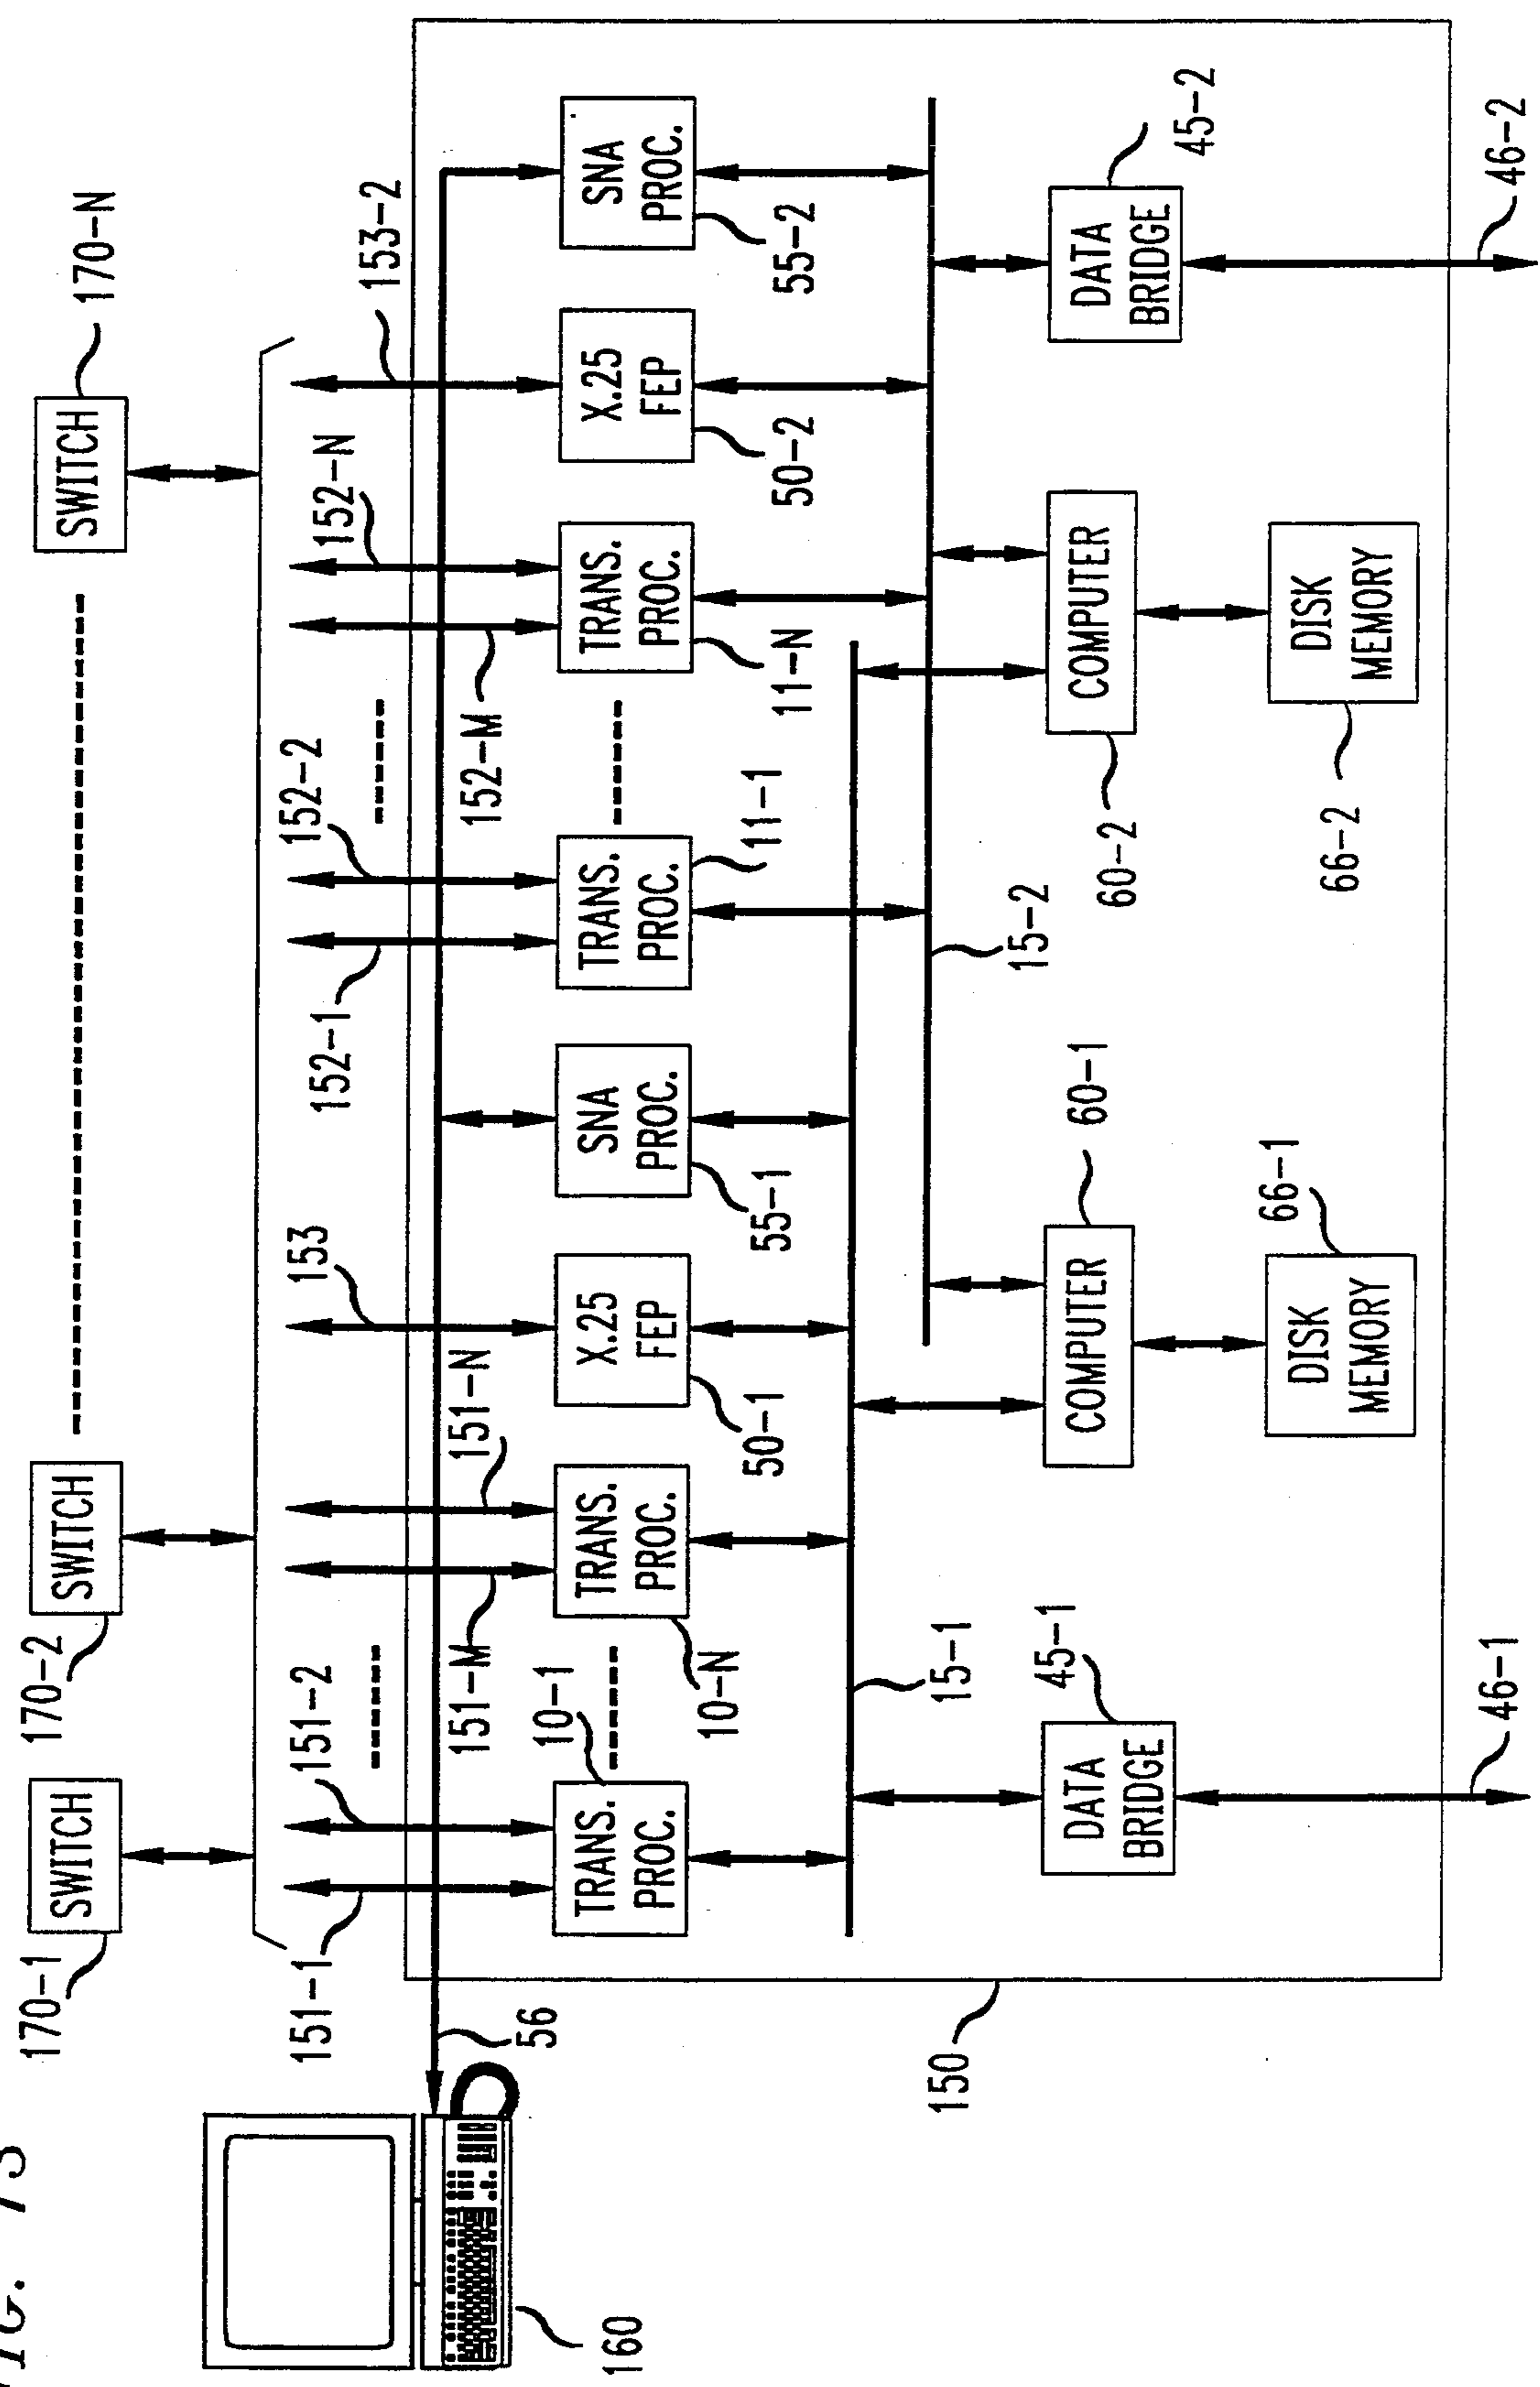 FIG.
170-1
SWITCH
170-2
SWITCH
SWITCH
170-N
151-1
151-2
153
152-1
152-2
152-N
153-2
151-M
151-N
152-M
56
10-1
TRANS.
PROC.
TRANS.
PROC.
X.25
FEP
SNA
PROC.
TRANS.
PROC.
TRANS.
PROC.
X.25
FEP
SNA
PROC.
160
10-N
50-1
55-1
11-1
11-N
50-2
55-2
15-1
15-2
150
45-1
DATA
BRIDGE
COMPUTER
60-1
60-2
COMPUTER
DATA
BRIDGE
45-2
66-1
DISK
MEMORY
66-2
DISK
MEMORY
46-1
46-2